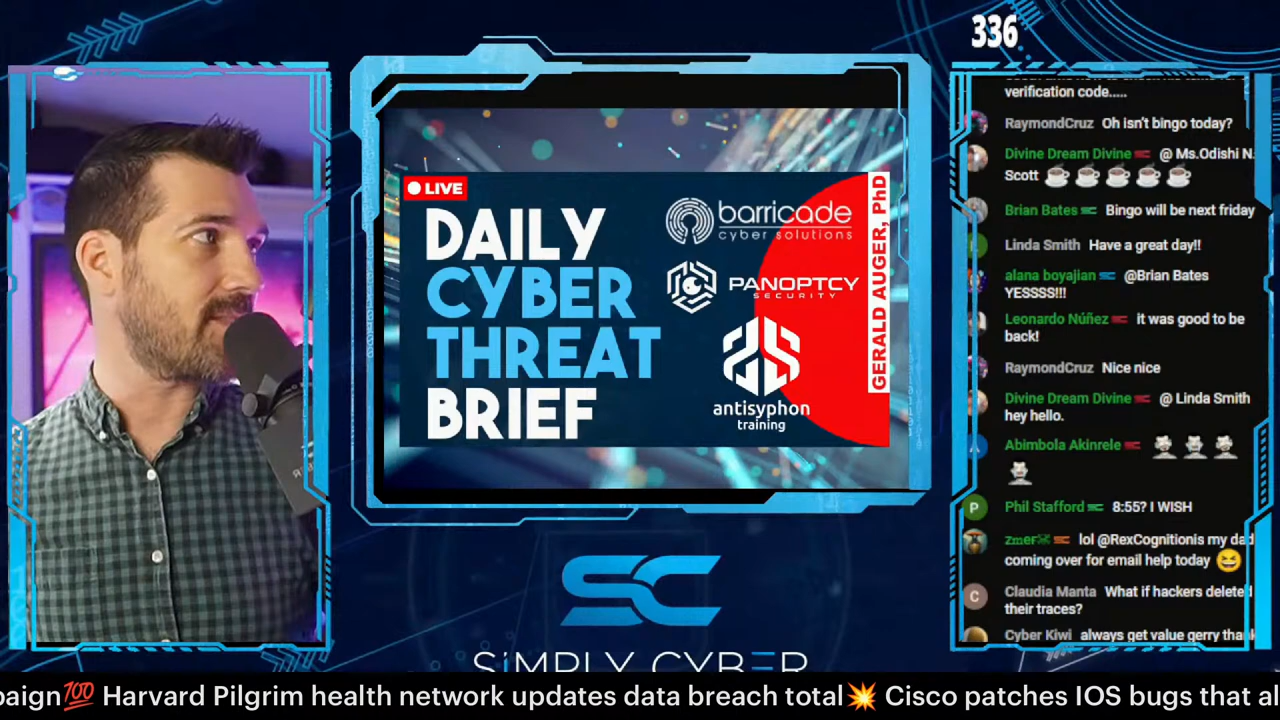 336
LIVE
DAILY
CYBER
THREAT
BRIEF
barricade
cyber solutions
PANOPTCY
SECURITY
antisyphon
training
GERALD AUGER, PhD
SC
SIMPLY CYBER
verification code.....
RaymondCruz Oh isn't bingo today?
Divine Dream Divine @ Ms.Odishi N.
Scott
Brian Bates Bingo will be next friday
Linda Smith Have a great day!!
alana boyajian @Brian Bates
YESSSS!!!
Leonardo Núñez it was good to be
back!
RaymondCruz Nice nice
Divine Dream Divine @ Linda Smith
hey hello.
Abimbola Akinrele
P
Phil Stafford 8:55? I WISH
zmer lol @RexCognitionis my dad
coming over for email help today 😆
C
Claudia Manta What if hackers deleted
their traces?
Cyber Kiwi always get value gerry than
paign💯 Harvard Pilgrim health network updates data breach total💥 Cisco patches IOS bugs that al